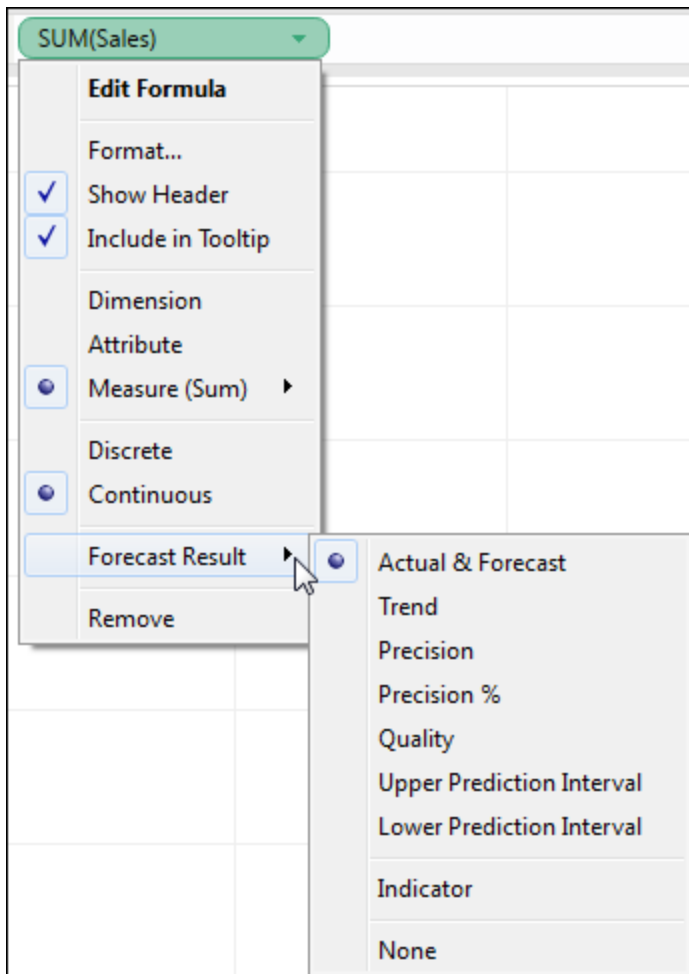 SUM(Sales)
Edit Formula
Format...
Show Header
Include in Tooltip
Dimension
Attribute
Measure (Sum)
Discrete
Continuous
Forecast Result
Remove
Actual & Forecast
Trend
Precision
Precision %
Quality
Upper Prediction Interval
Lower Prediction Interval
Indicator
None